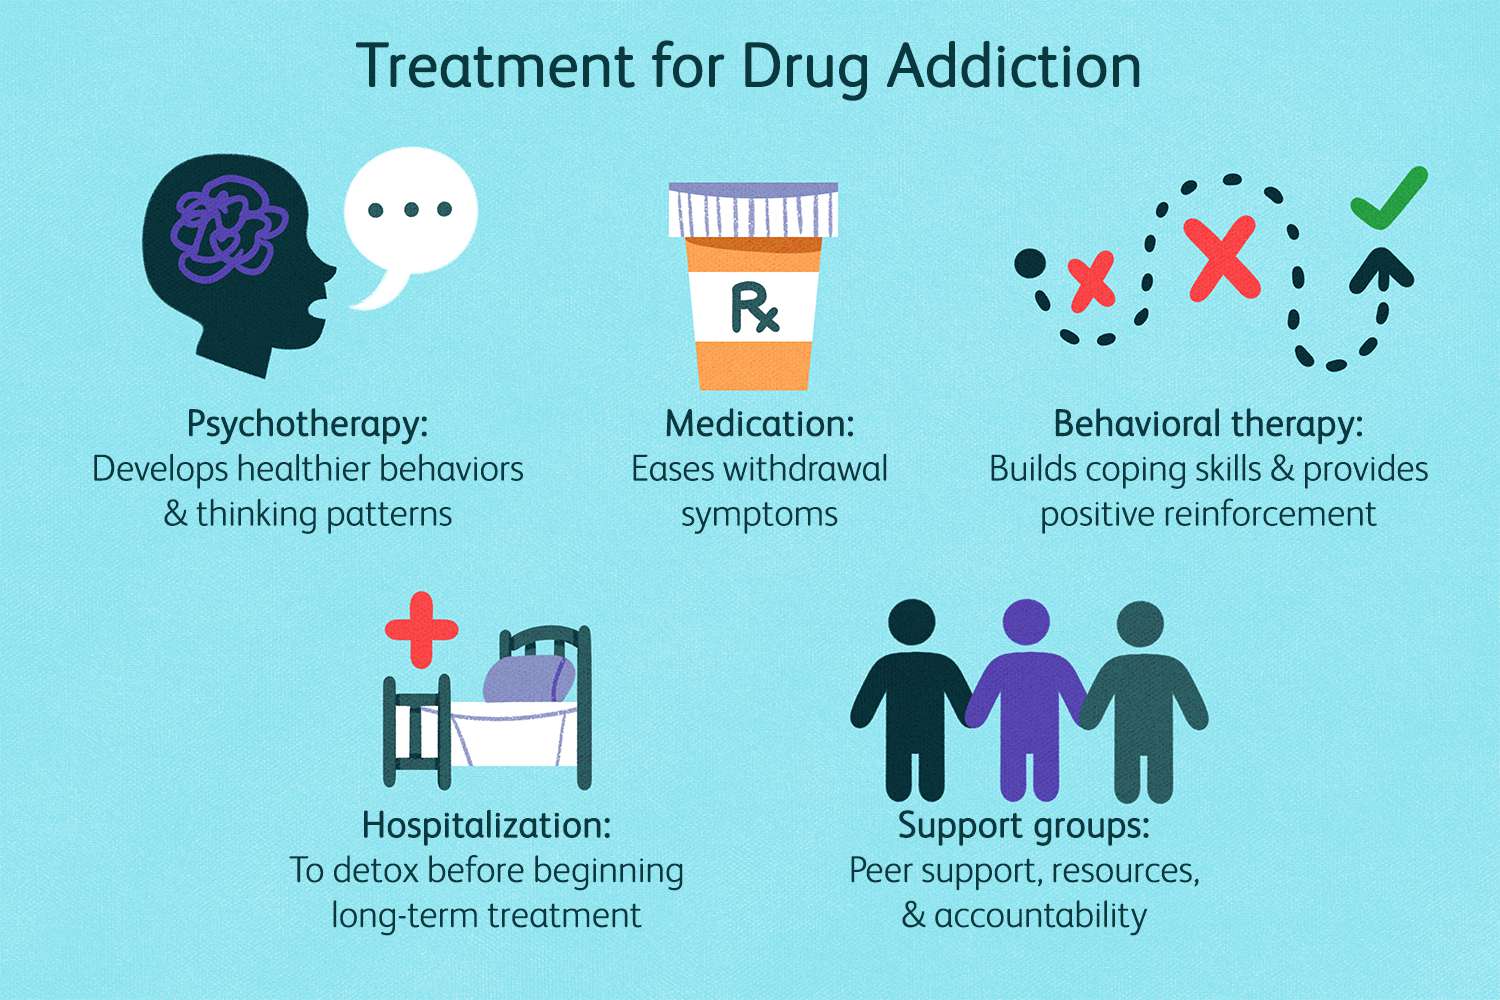 Treatment for Drug Addiction
Psychotherapy:
Develops healthier behaviors
& thinking patterns
Rx
Medication:
Eases withdrawal
symptoms
Behavioral therapy:
Builds coping skills & provides
positive reinforcement
Hospitalization:
To detox before beginning
long-term treatment
Support groups:
Peer support, resources,
& accountability